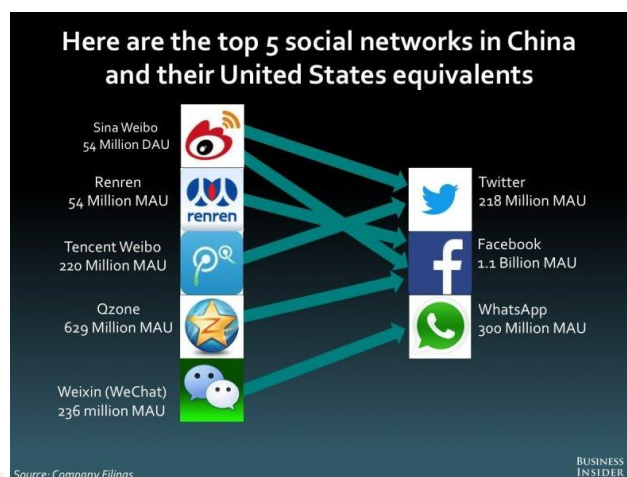 Here are the top 5 social networks in China
and their United States equivalents
Sina Weibo
54 Million DAU
Renren
54 Million MAU
renren
Tencent Weibo
220 Million MAU
Qzone
629 Million MAU
Weixin (WeChat)
236 million MAU
Twitter
218 Million MAU
Facebook
1.1 Billion MAU
WhatsApp
300 Million MAU
Source: Company Filings
BUSINESS
INSIDER